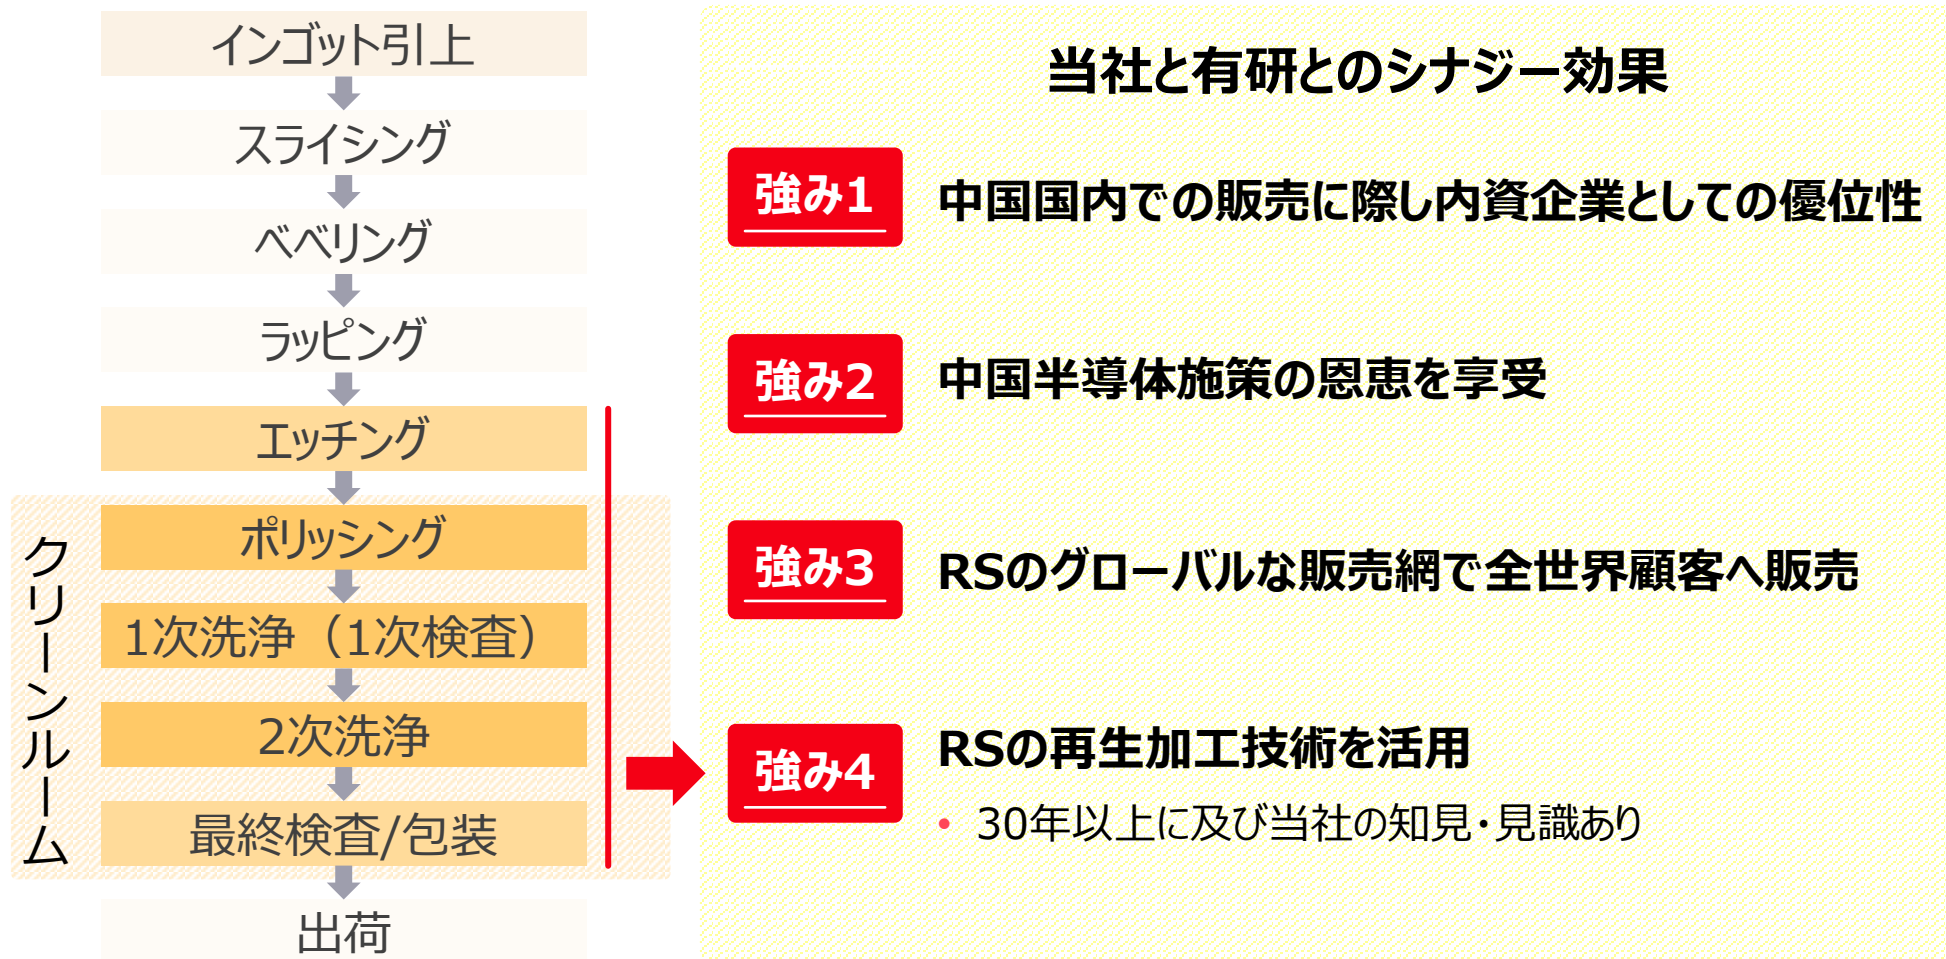 インゴット引上
スライシング
べべリング
ラッピング
エッチング
ポリッシング
1次洗浄（1次検査）
2次洗浄
最終検査/包装
出荷
クリーンルーム
当社と有研とのシナジー効果
強み1
中国国内での販売に際し内資企業としての優位性
強み2
中国半導体施策の恩恵を享受
強み3
RSのグローバルな販売網で全世界顧客へ販売
強み4
RSの再生加工技術を活用
• 30年以上に及び当社の知見・見識あり